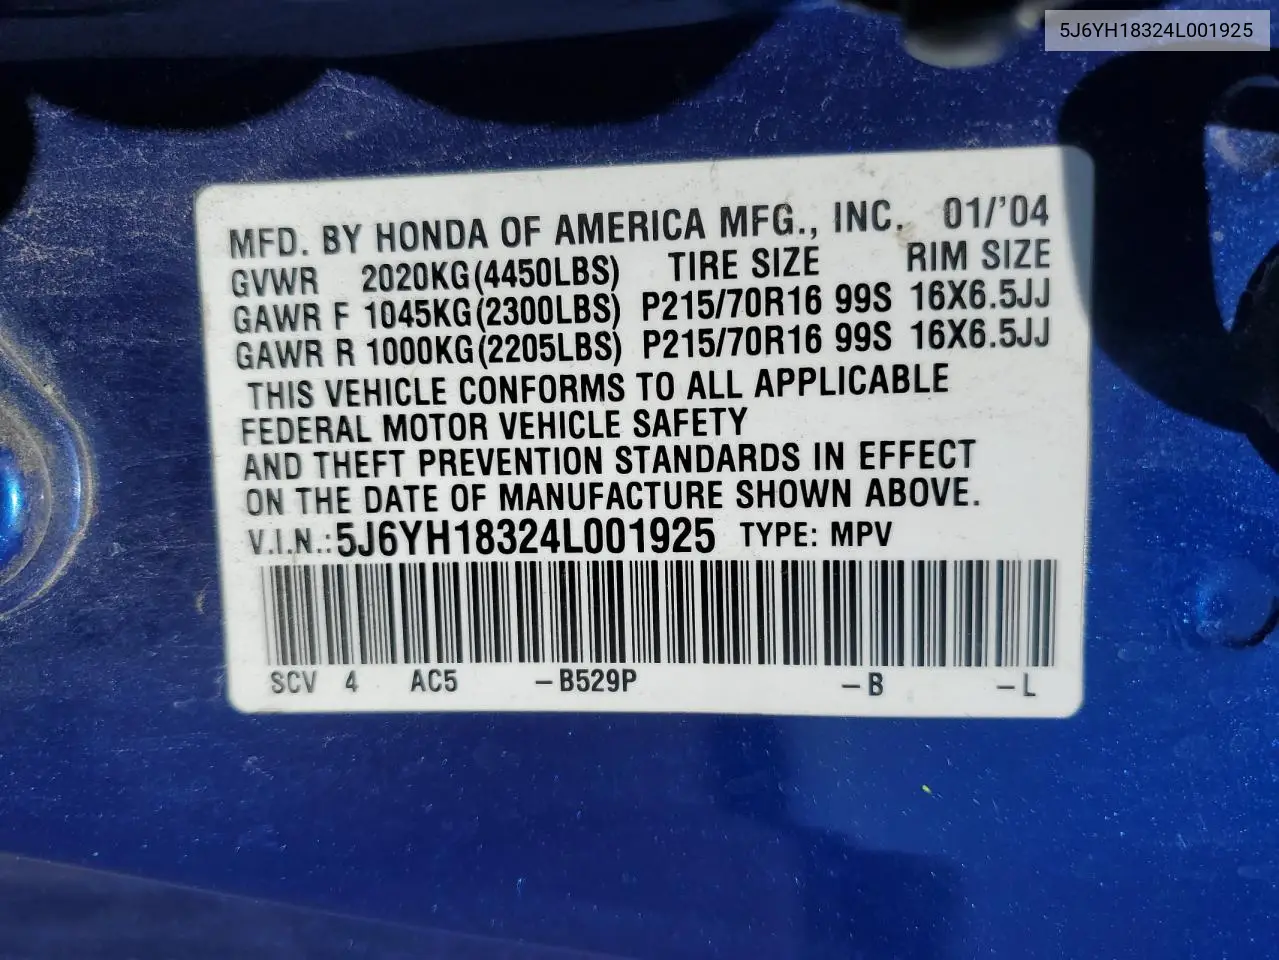 5J6YH18324L001925
MFD. BY HONDA OF AMERICA MFG., INC. 01/'04
GVWR 2020KG(4450LBS) TIRE SIZE RIM SIZE
GAWR F 1045KG(2300LBS) P215/70R16 99S 16X6.5JJ
GAWR R 1000KG(2205LBS) P215/70R16 99S 16X6.5JJ
THIS VEHICLE CONFORMS TO ALL APPLICABLE
FEDERAL MOTOR VEHICLE SAFETY
AND THEFT PREVENTION STANDARDS IN EFFECT
ON THE DATE OF MANUFACTURE SHOWN ABOVE.
V.I.N.:5J6YH18324L001925 TYPE: MPV
SCV 4 AC5 -B529P -B -L